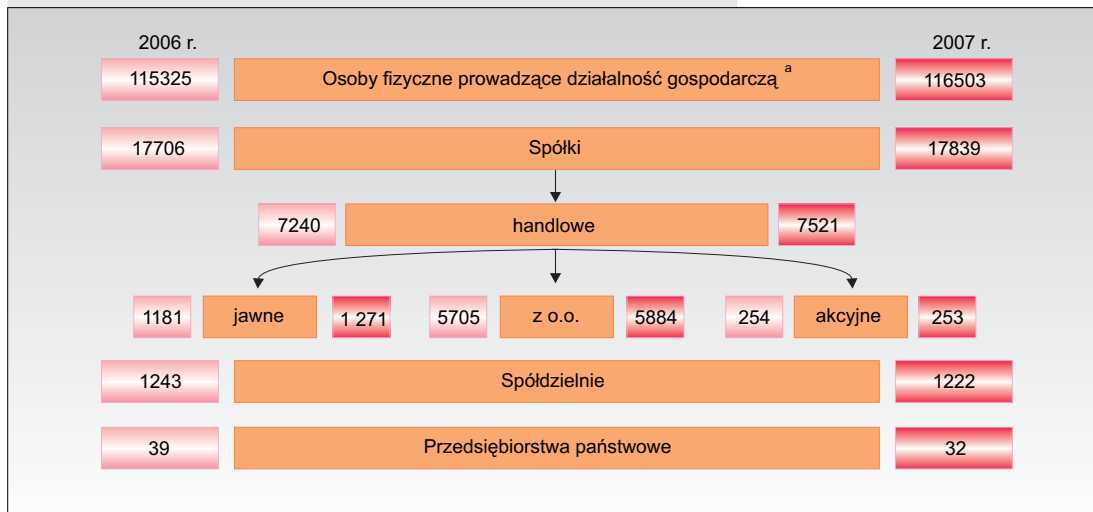 2006 r. 2007 r.
115325 Osoby fizyczne prowadzące działalność gospodarczą a 116503
17706 Spółki 17839
7240 handlowe 7521
1181 jawne 1 271 5705 z o.o. 5884 254 akcyjne 253
1243 Spółdzielnie 1222
39 Przedsiębiorstwa państwowe 32